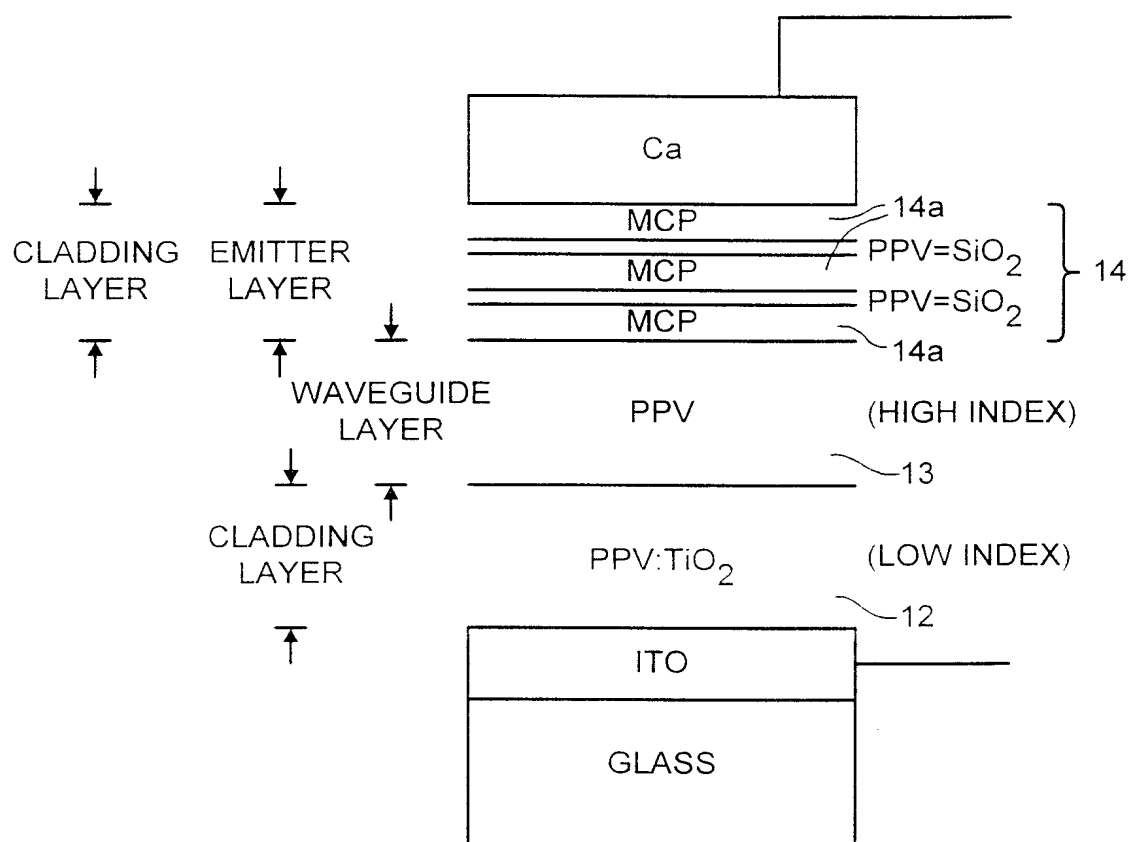 Ca
MCP
14a
CLADDING LAYER
EMITTER LAYER
PPV=SiO2
MCP
14
PPV=SiO2
MCP
14a
WAVEGUIDE LAYER
PPV
(HIGH INDEX)
13
CLADDING LAYER
PPV:TiO2
(LOW INDEX)
12
ITO
GLASS